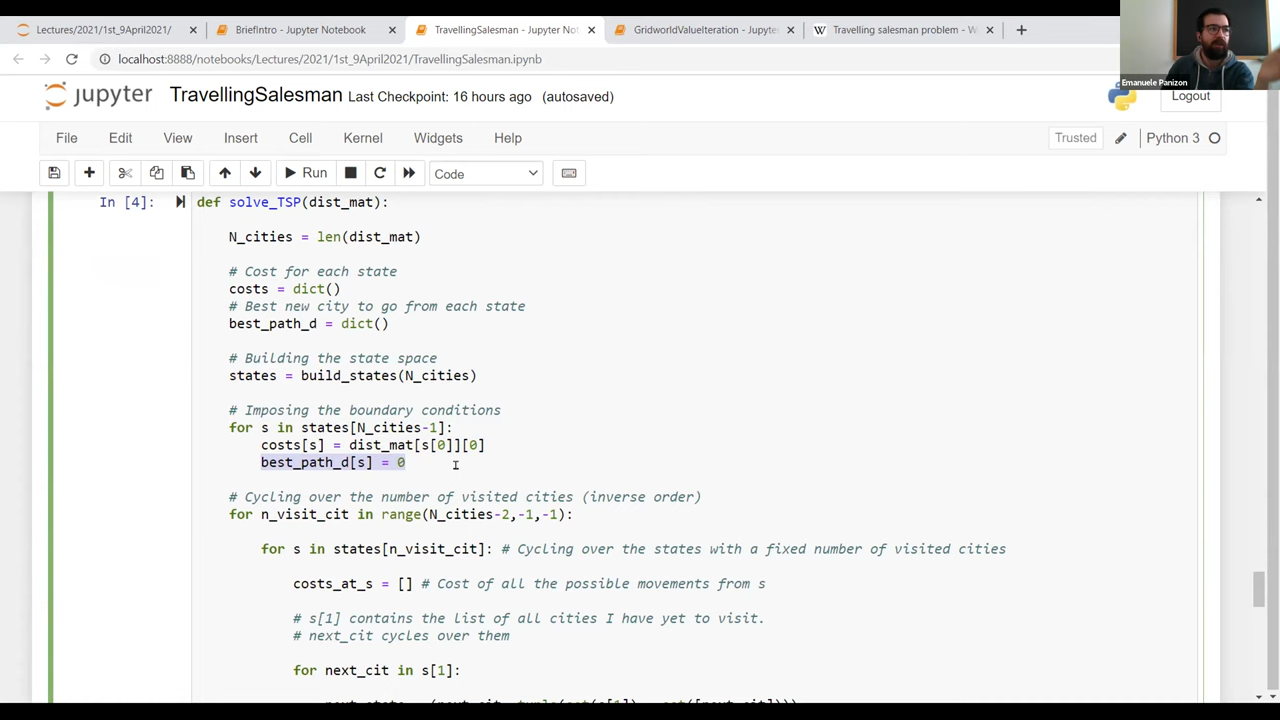 Lectures/2021/1st_9April2021/
BriefIntro - Jupyter Notebook
TravellingSalesman - Jupyter Not
GridworldValueIteration - Jupyte
Travelling salesman problem - W
localhost:8888/notebooks/Lectures/2021/1st_9April2021/TravellingSalesman.ipynb
Emanuele Panizon
jupyter TravellingSalesman Last Checkpoint: 16 hours ago (autosaved)
Logout
File Edit View Insert Cell Kernel Widgets Help
Trusted Python 3
Run Code
In [4]: def solve_TSP(dist_mat):
N_cities = len(dist_mat)
# Cost for each state
costs = dict()
# Best new city to go from each state
best_path_d = dict()
# Building the state space
states = build_states(N_cities)
# Imposing the boundary conditions
for s in states[N_cities-1]:
costs[s] = dist_mat[s[0]][0]
best_path_d[s] = 0
# Cycling over the number of visited cities (inverse order)
for n_visit_cit in range(N_cities-2,-1,-1):
for s in states[n_visit_cit]: # Cycling over the states with a fixed number of visited cities
costs_at_s = [] # Cost of all the possible movements from s
# s[1] contains the list of all cities I have yet to visit.
# next_cit cycles over them
for next_cit in s[1]: